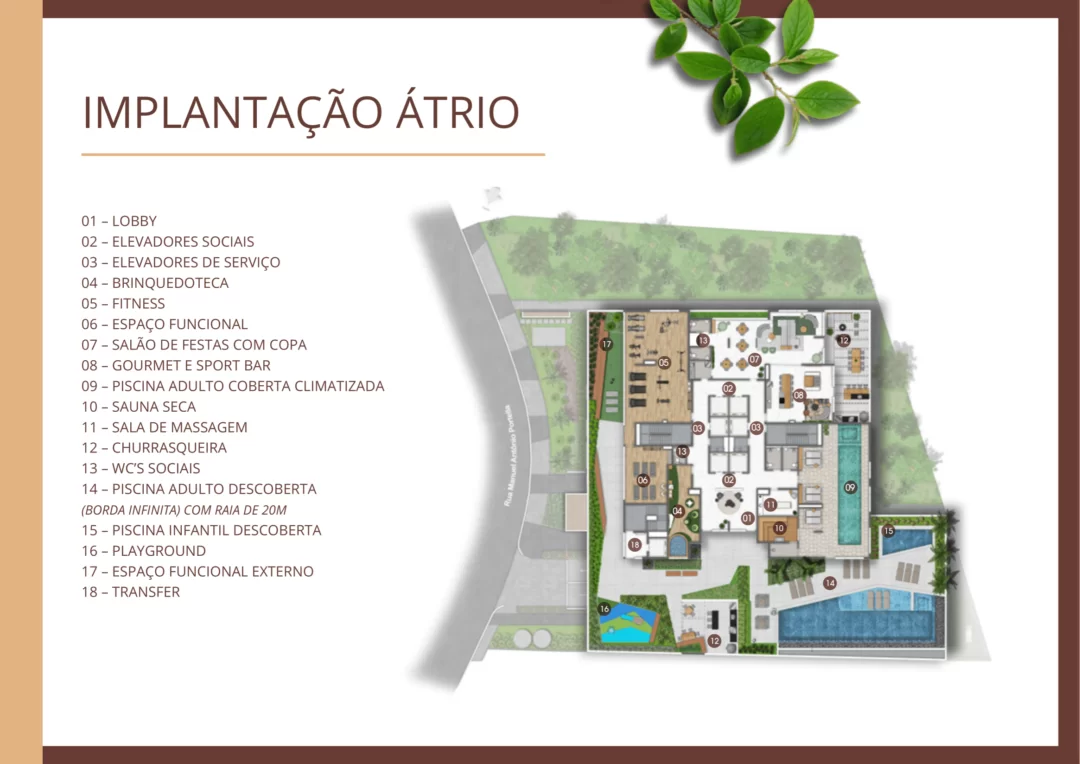 IMPLANTAÇÃO ÁTRIO
01 – LOBBY
02 – ELEVADORES SOCIAIS
03 – ELEVADORES DE SERVIÇO
04 – BRINQUEDOTECA
05 – FITNESS
06 – ESPAÇO FUNCIONAL
07 – SALÃO DE FESTAS COM COPA
08 – GOURMET E SPORT BAR
09 – PISCINA ADULTO COBERTA CLIMATIZADA
10 – SAUNA SECA
11 – SALA DE MASSAGEM
12 – CHURRASQUEIRA
13 – WC’S SOCIAIS
14 – PISCINA ADULTO DESCOBERTA
(BORDA INFINITA) COM RAIA DE 20M
15 – PISCINA INFANTIL DESCOBERTA
16 – PLAYGROUND
17 – ESPAÇO FUNCIONAL EXTERNO
18 – TRANSFER
17
13
12
05
07
02
08
03
03
13
06
02
09
11
04
01
10
15
18
14
16
12
Rua Manuel Antônio Portella